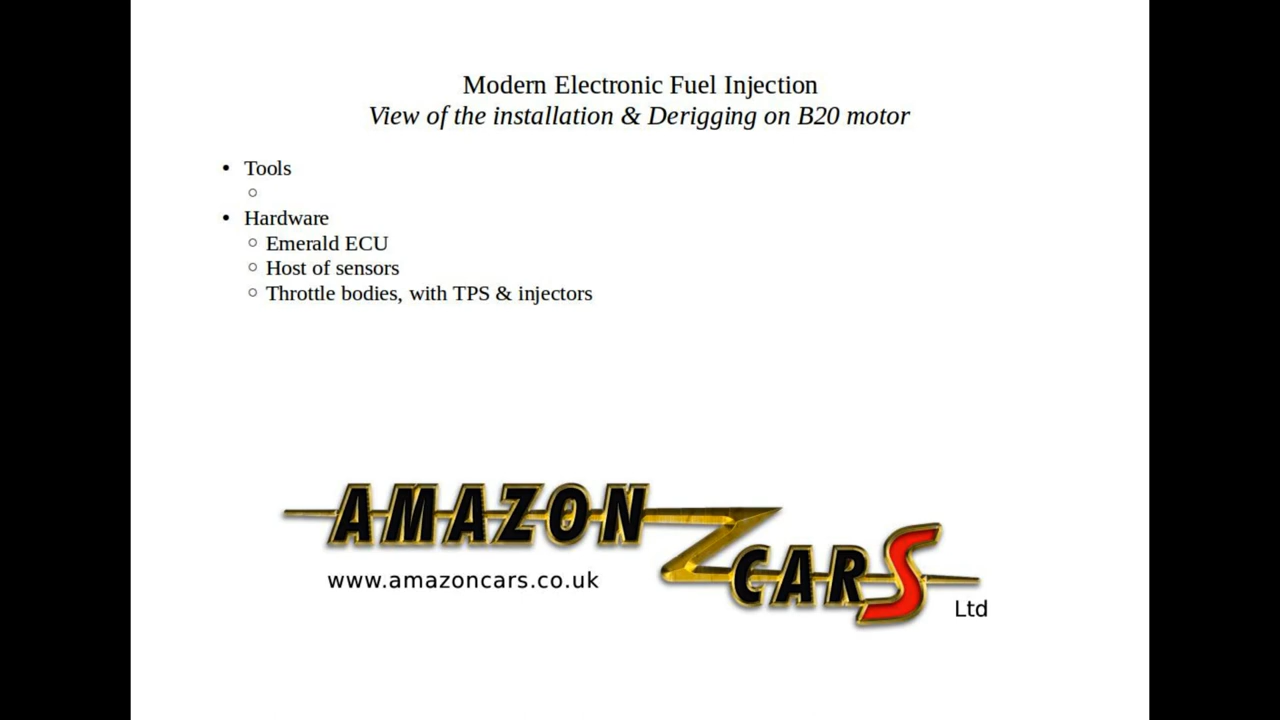 Modern Electronic Fuel Injection
View of the installation & Derigging on B20 motor
• Tools
○
• Hardware
○ Emerald ECU
○ Host of sensors
○ Throttle bodies, with TPS & injectors
AMAZON
CARS
www.amazoncars.co.uk
Ltd